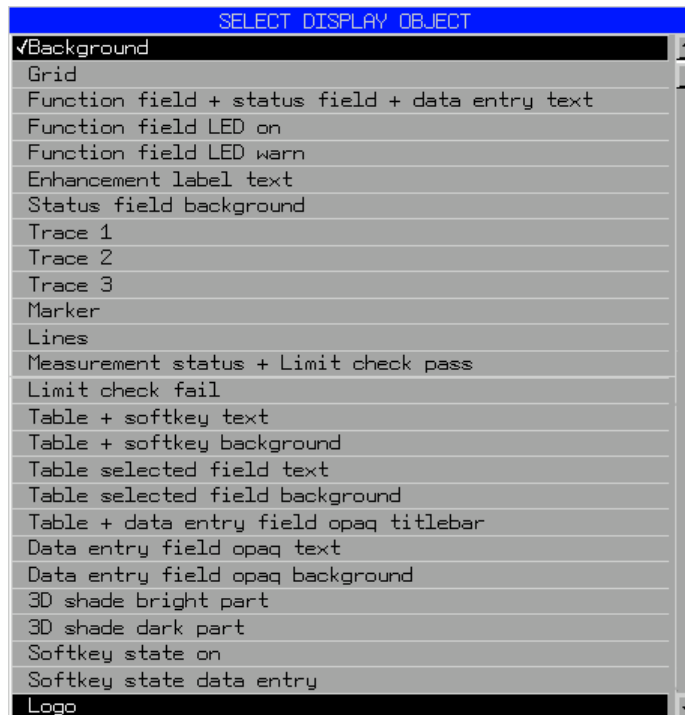 SELECT DISPLAY OBJECT
✓Background
Grid
Function field + status field + data entry text
Function field LED on
Function field LED warn
Enhancement label text
Status field background
Trace 1
Trace 2
Trace 3
Marker
Lines
Measurement status + Limit check pass
Limit check fail
Table + softkey text
Table + softkey background
Table selected field text
Table selected field background
Table + data entry field opaq titlebar
Data entry field opaq text
Data entry field opaq background
3D shade bright part
3D shade dark part
Softkey state on
Softkey state data entry
Logo